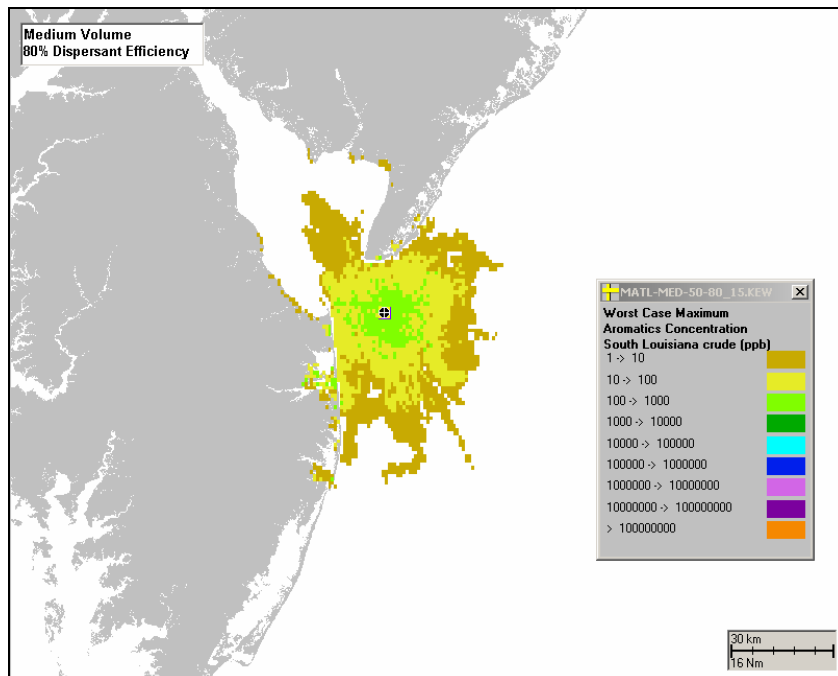 Medium Volume
80% Dispersant Efficiency
MATL-MED-50-80_15.KEW
Worst Case Maximum
Aromatics Concentration
South Louisiana crude (ppb)
1 -> 10
10 -> 100
100 -> 1000
1000 -> 10000
10000 -> 100000
100000 -> 1000000
1000000 -> 10000000
10000000 -> 100000000
> 100000000
30 km
16 Nm